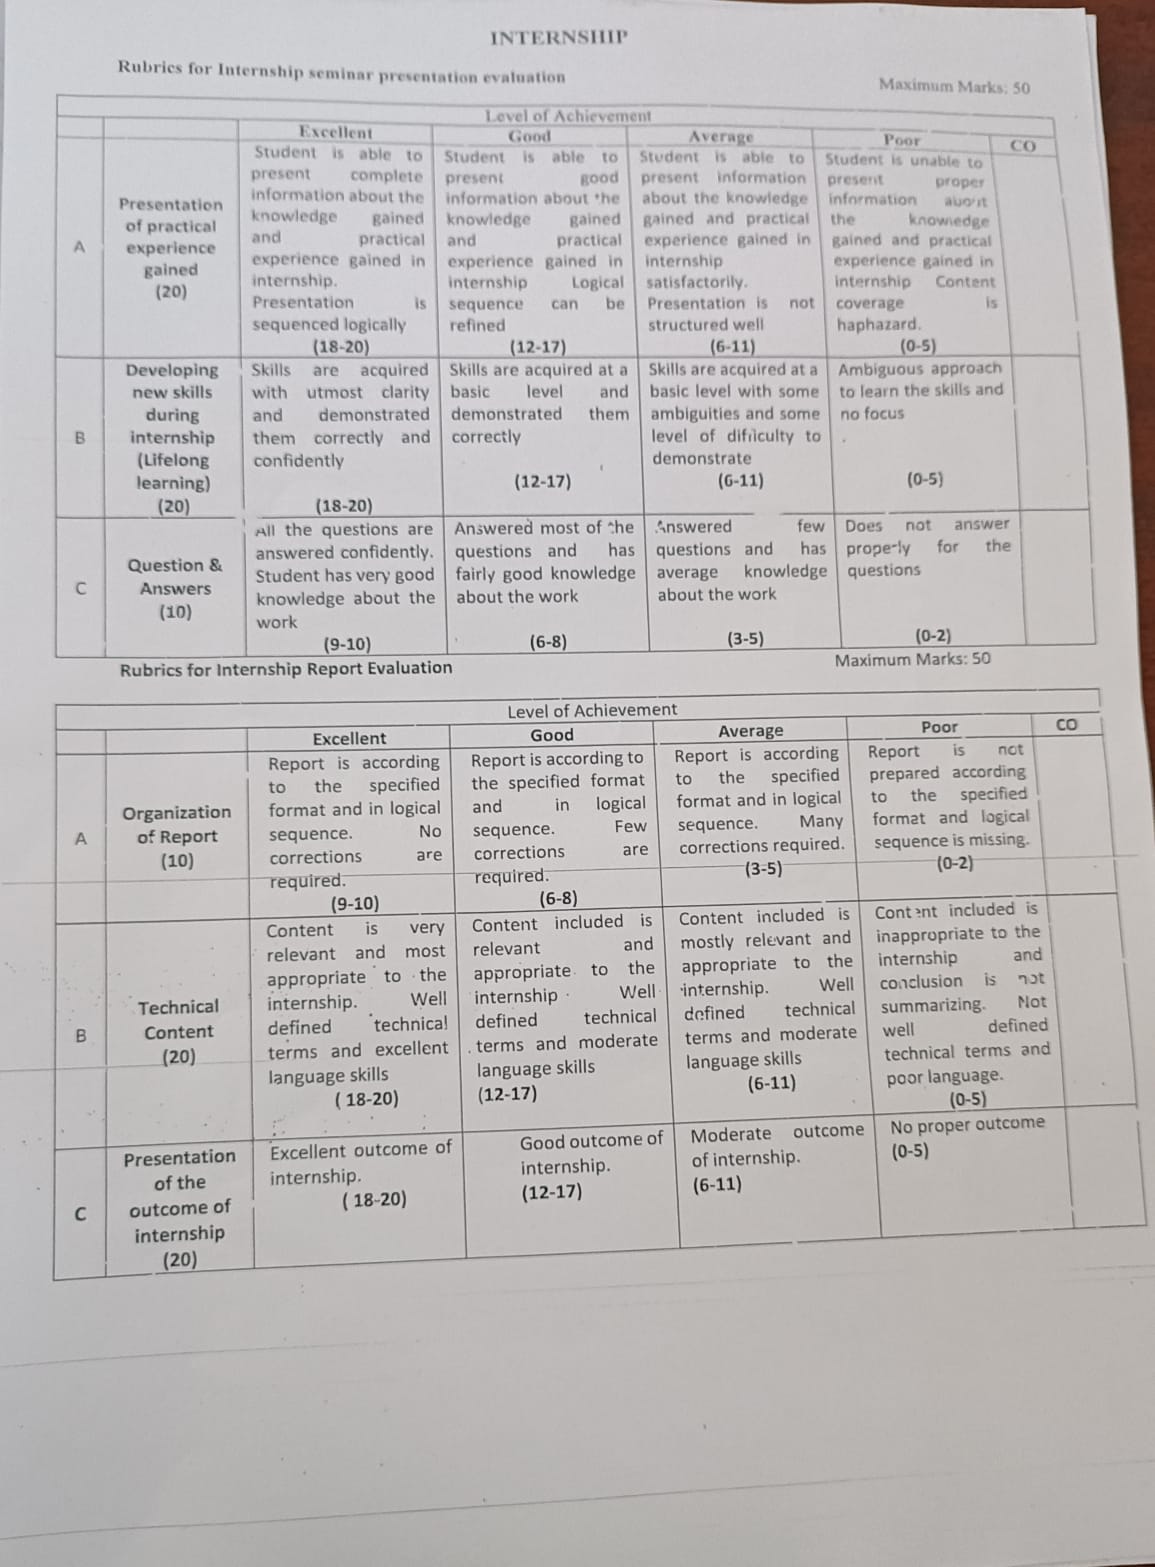 INTERNSHIP
Rubrics for Internship seminar presentation evaluation
Maximum Marks: 50
Level of Achievement
Excellent Good Average Poor CO
A
Presentation
of practical
experience
gained
(20)
Student is able to
present complete
information about the
knowledge gained
and practical
experience gained in
internship.
Presentation is
sequenced logically
(18-20)
Student is able to
present good
information about the
knowledge gained
and practical
experience gained in
internship Logical
sequence can be
refined
(12-17)
Student is able to
present information
about the knowledge
gained and practical
experience gained in
internship
satisfactorily.
Presentation is not
structured well
(6-11)
Student is unable to
present proper
information about
the knowledge
gained and practical
experience gained in
internship Content
coverage is
haphazard.
(0-5)
B
Developing
new skills
during
internship
(Lifelong
learning)
(20)
Skills are acquired
with utmost clarity
and demonstrated
them correctly and
confidently
(18-20)
Skills are acquired at a
basic level and
demonstrated them
correctly
(12-17)
Skills are acquired at a
basic level with some
ambiguities and some
level of difficulty to
demonstrate
(6-11)
Ambiguous approach
to learn the skills and
no focus
(0-5)
C
Question &
Answers
(10)
All the questions are
answered confidently.
Student has very good
knowledge about the
work
(9-10)
Answered most of the
questions and has
fairly good knowledge
about the work
(6-8)
Answered few
questions and has
average knowledge
about the work
(3-5)
Does not answer
properly for the
questions
(0-2)
Rubrics for Internship Report Evaluation
Maximum Marks: 50
Level of Achievement
Excellent Good Average Poor CO
A
Organization
of Report
(10)
Report is according
to the specified
format and in logical
sequence. No
corrections are
required.
(9-10)
Report is according to
the specified format
and in logical
sequence. Few
corrections are
required.
(6-8)
Report is according
to the specified
format and in logical
sequence. Many
corrections required.
(3-5)
Report is not
prepared according
to the specified
format and logical
sequence is missing.
(0-2)
B
Technical
Content
(20)
Content is very
relevant and most
appropriate to the
internship. Well
defined technical
terms and excellent
language skills
( 18-20)
Content included is
relevant and
appropriate to the
internship Well
defined technical
terms and moderate
language skills
(12-17)
Content included is
mostly relevant and
appropriate to the
internship. Well
defined technical
terms and moderate
language skills
(6-11)
Content included is
inappropriate to the
internship and
conclusion is not
summarizing. Not
well defined
technical terms and
poor language.
(0-5)
C
Presentation
of the
outcome of
internship
(20)
Excellent outcome of
internship.
( 18-20)
Good outcome of
internship.
(12-17)
Moderate outcome
of internship.
(6-11)
No proper outcome
(0-5)